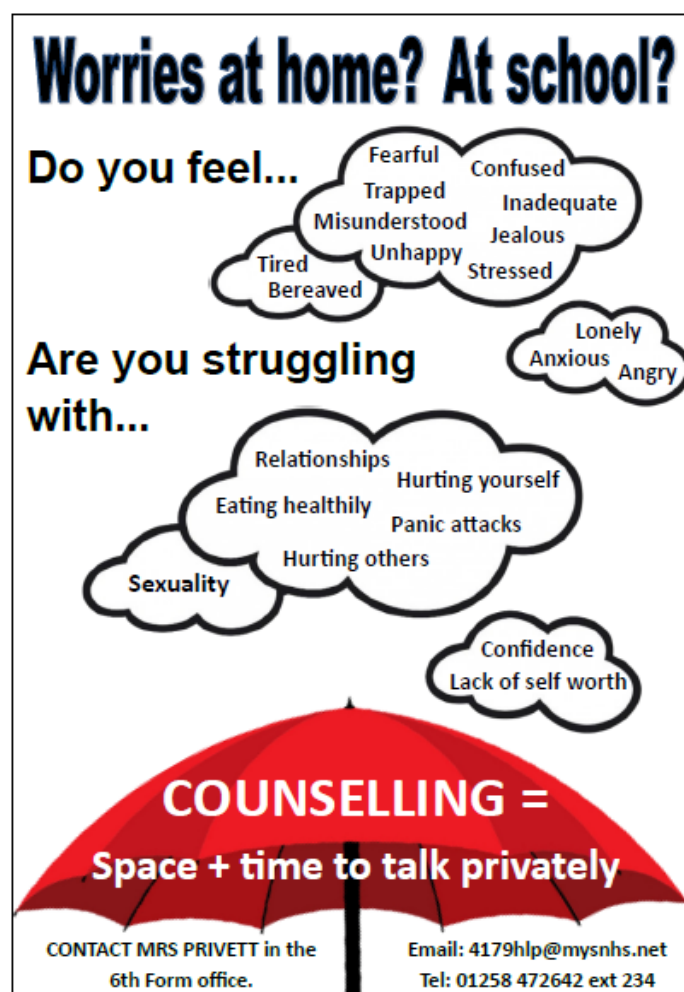 Worries at home? At school?
Do you feel...
Fearful
Confused
Trapped
Inadequate
Misunderstood
Jealous
Unhappy
Stressed
Tired
Bereaved
Lonely
Anxious
Angry
Are you struggling
with...
Relationships
Hurting yourself
Eating healthily
Panic attacks
Hurting others
Sexuality
Confidence
Lack of self worth
COUNSELLING =
Space + time to talk privately
CONTACT MRS PRIVETT in the
6th Form office.
Email: 4179hlp@mysnhs.net
Tel: 01258 472642 ext 234